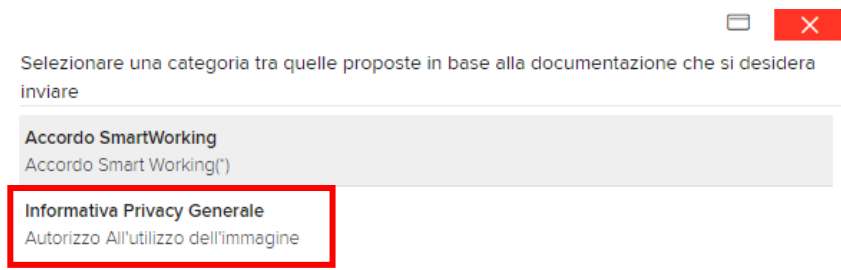 Selezionare una categoria tra quelle proposte in base alla documentazione che si desidera
inviare
Accordo SmartWorking
Accordo Smart Working(*)
Informativa Privacy Generale
Autorizzo All'utilizzo dell'immagine